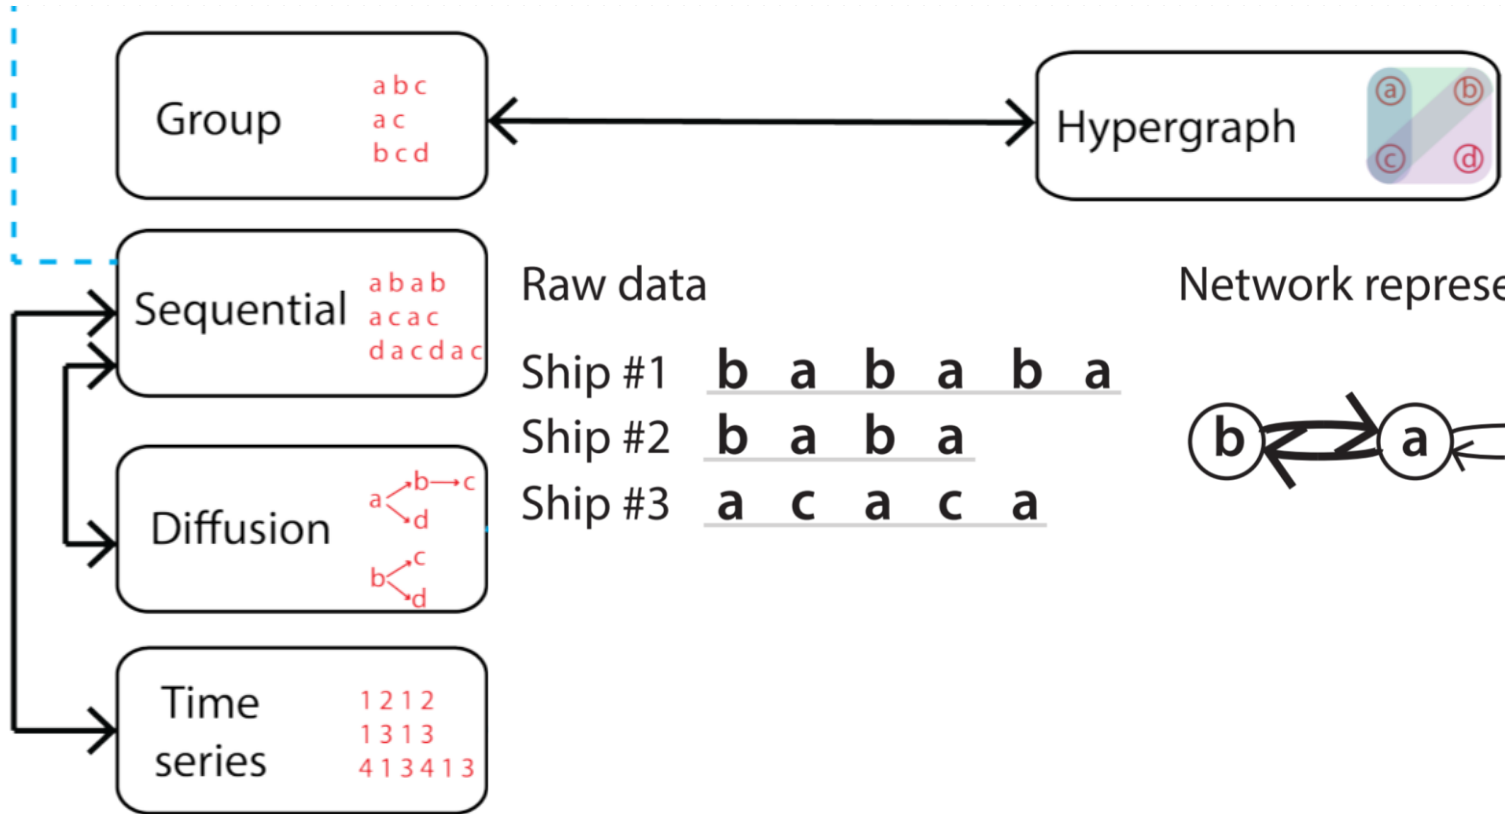 Group
a b c
a c
b c d
Hypergraph
a b
c d
Sequential
a b a b
a c a c
d a c d a c
Raw data
Ship #1 b a b a b a
Ship #2 b a b a
Ship #3 a c a c a
Network represe
b a
Diffusion
a b c
d
b c
d
Time
series
1 2 1 2
1 3 1 3
4 1 3 4 1 3